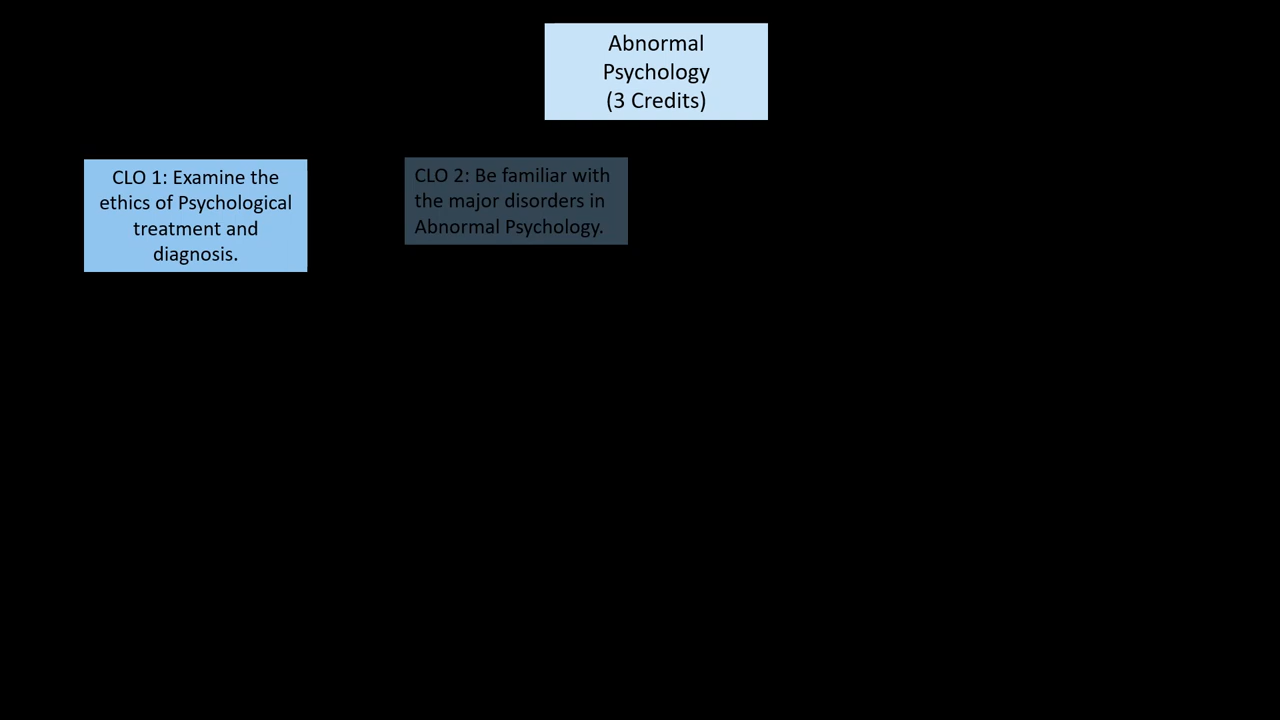 Abnormal
Psychology
(3 Credits)
CLO 1: Examine the
ethics of Psychological
treatment and
diagnosis.
CLO 2: Be familiar with
the major disorders in
Abnormal Psychology.